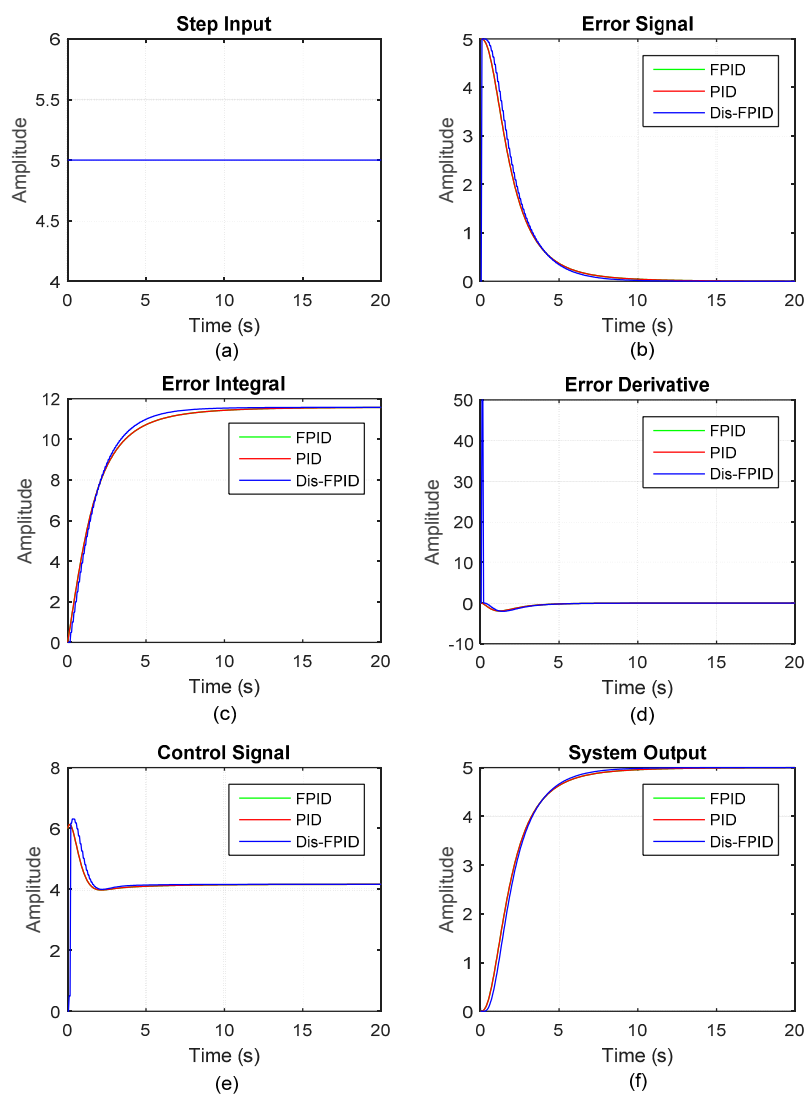 Step Input
6
5.5
5
4.5
4
Amplitude
0 5 10 15 20
Time (s)
(a)
Error Signal
5
4
3
2
1
0
Amplitude
FPID
PID
Dis-FPID
0 5 10 15 20
Time (s)
(b)
Error Integral
12
10
8
6
4
2
0
Amplitude
FPID
PID
Dis-FPID
0 5 10 15 20
Time (s)
(c)
Error Derivative
50
40
30
20
10
0
-10
Amplitude
FPID
PID
Dis-FPID
0 5 10 15 20
Time (s)
(d)
Control Signal
8
6
4
2
0
Amplitude
FPID
PID
Dis-FPID
0 5 10 15 20
Time (s)
(e)
System Output
5
4
3
2
1
0
Amplitude
FPID
PID
Dis-FPID
0 5 10 15 20
Time (s)
(f)